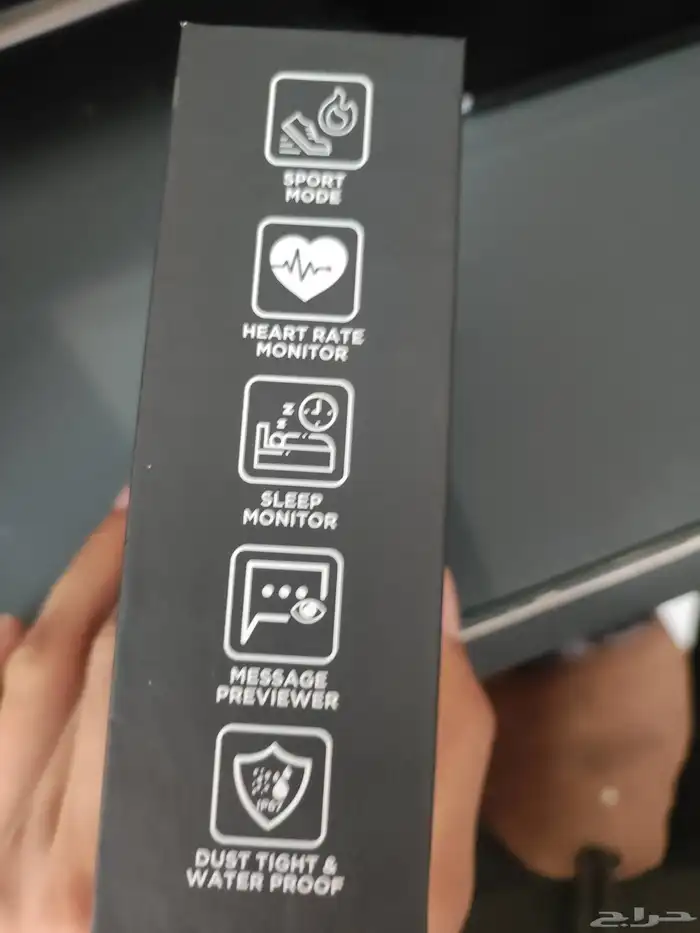 SPORT
MODE
HEART RATE
MONITOR
Z
Z
SLEEP
MONITOR
MESSAGE
PREVIEWER
IP67
DUST TIGHT &
WATER PROOF
حراج